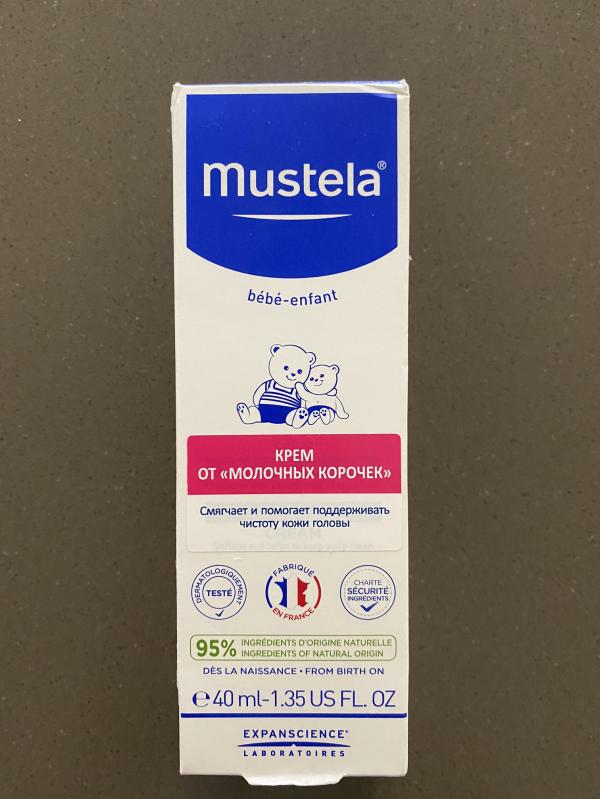 mustela®
bébé-enfant
КРЕМ
ОТ «МОЛОЧНЫХ КОРОЧЕК»
Смягчает и помогает поддерживать
чистоту кожи головы
CREAM
DERMATOLOGIQUEMENT
TESTÉ
FABRIQUÉ
EN FRANCE
CHARTE
SÉCURITÉ
INGRÉDIENTS
95% INGRÉDIENTS D'ORIGINE NATURELLE
INGREDIENTS OF NATURAL ORIGIN
DÈS LA NAISSANCE • FROM BIRTH ON
℮ 40 ml-1.35 US FL. OZ
EXPANSCIENCE®
LABORATOIRES